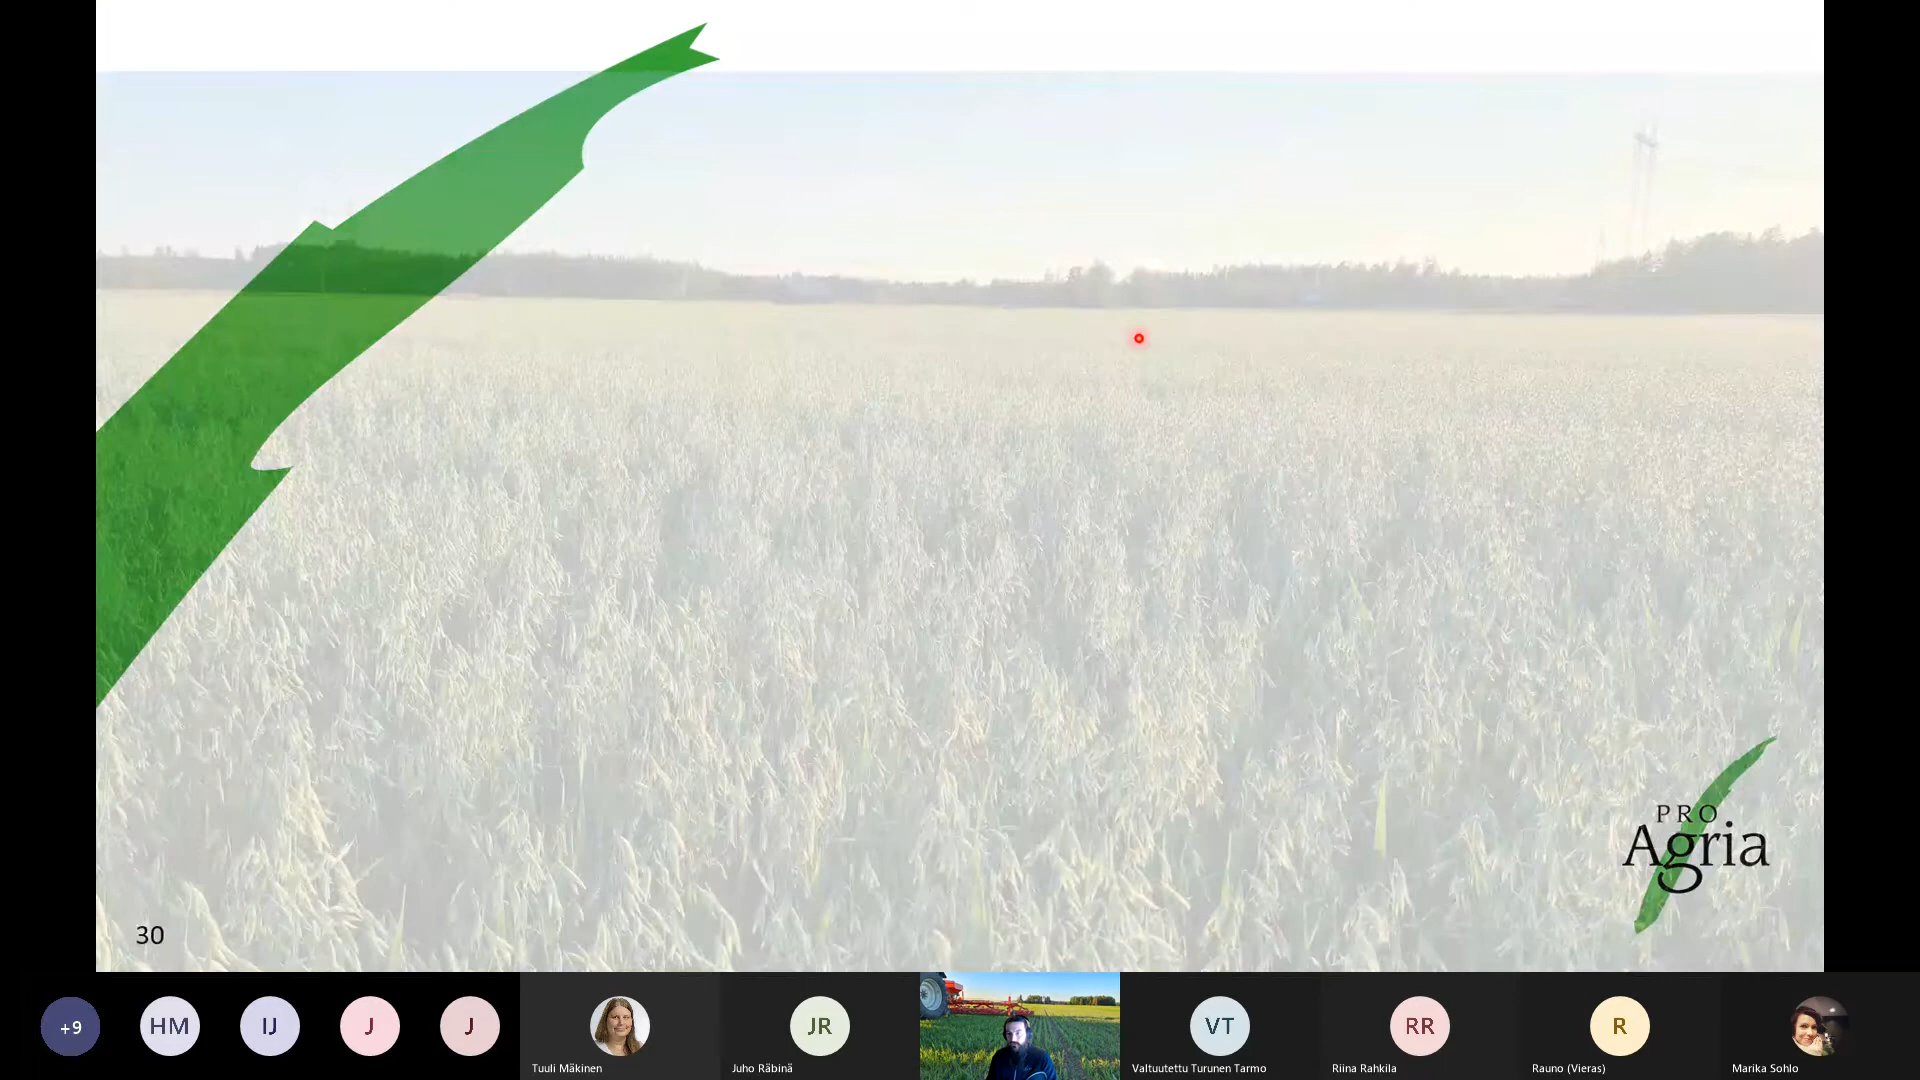 PRO
Agria
30
+9
HM
IJ
J
J
JR
VT
RR
R
Tuuli Mäkinen
Juho Räbinä
Valtuutettu Turunen Tarmo
Riina Rahkila
Rauno (Vieras)
Marika Sohlo